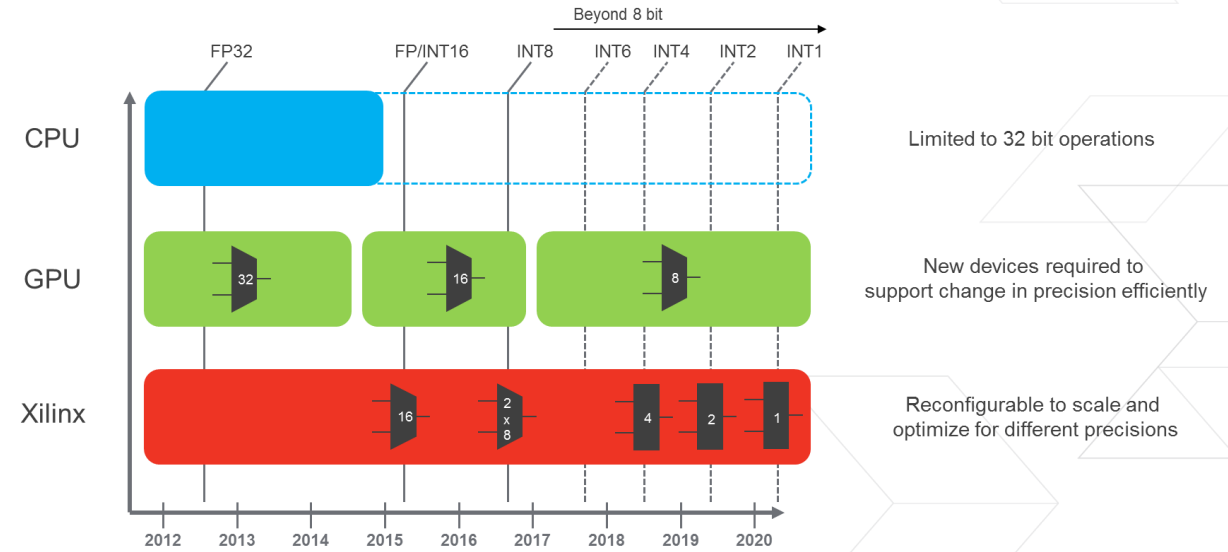 Beyond 8 bit
FP32 FP/INT16 INT8 INT6 INT4 INT2 INT1
CPU
Limited to 32 bit operations
GPU
32 16 8
New devices required to
support change in precision efficiently
Xilinx
16
2
x
8
4 2 1
Reconfigurable to scale and
optimize for different precisions
2012 2013 2014 2015 2016 2017 2018 2019 2020